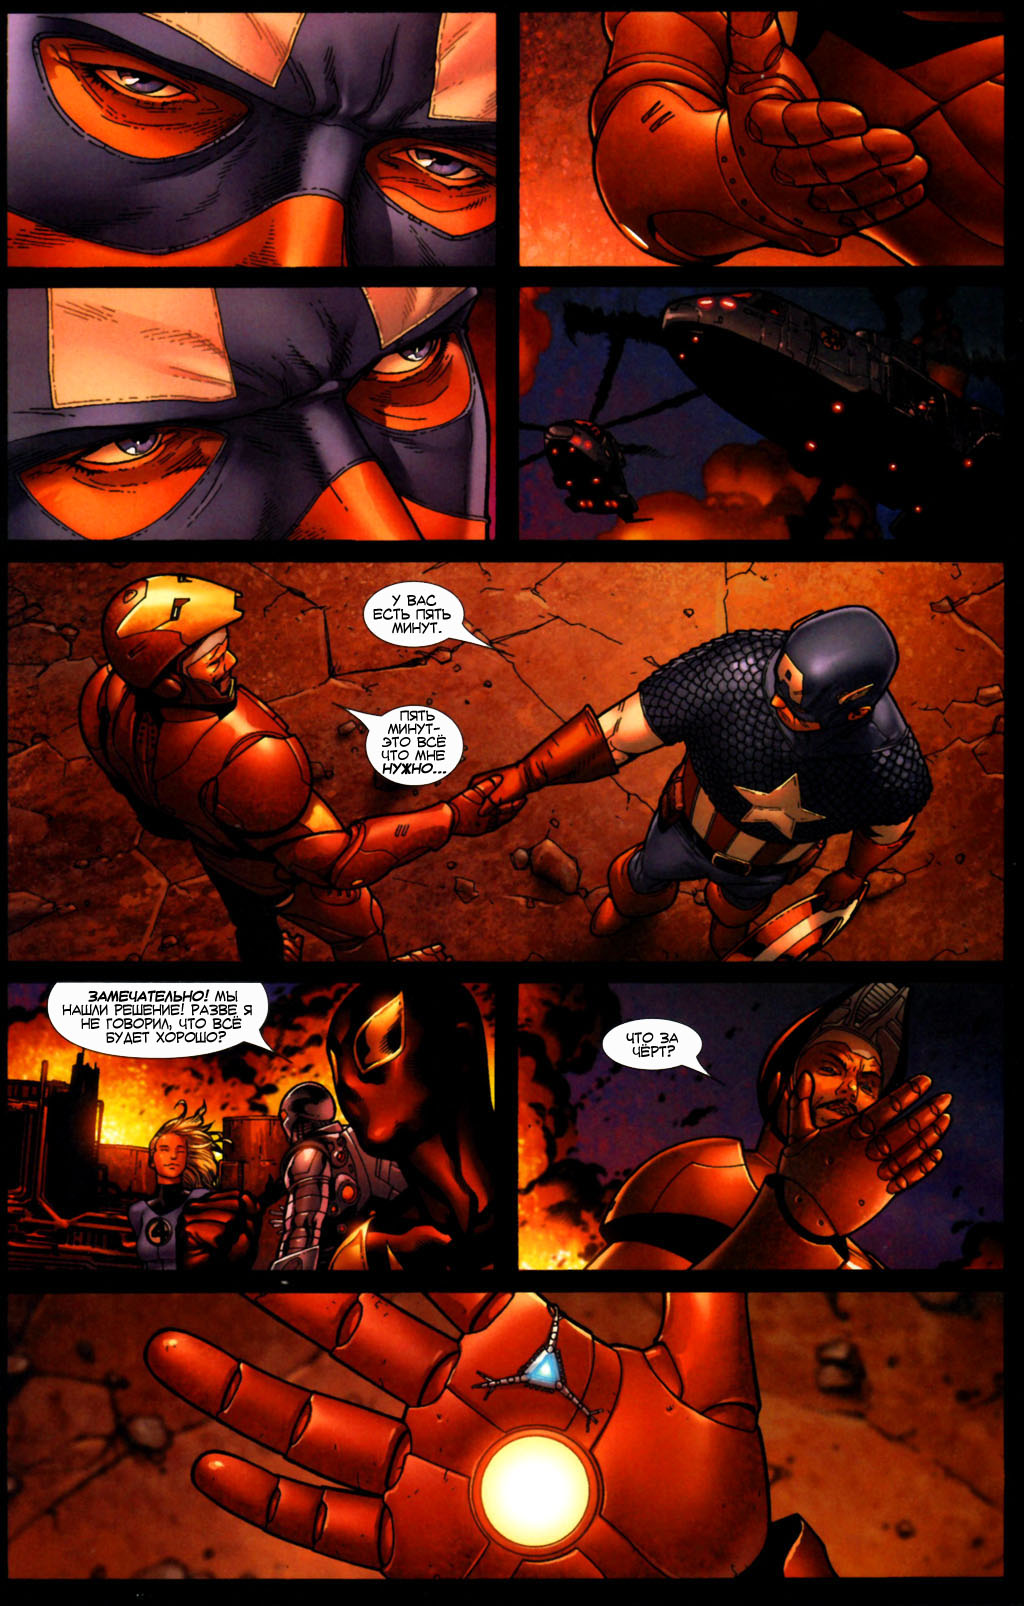 У ВАС
ЕСТЬ ПЯТЬ
МИНУТ.
ПЯТЬ
МИНУТ-
ЭТО ВСЁ
ЧТО МНЕ
НУЖНО...
ЗАМЕЧАТЕЛЬНО! МЫ
НАШЛИ РЕШЕНИЕ! РАЗВЕ Я
НЕ ГОВОРИЛ, ЧТО ВСЁ
БУДЕТ ХОРОШО?
ЧТО ЗА
ЧЁРТ?
4